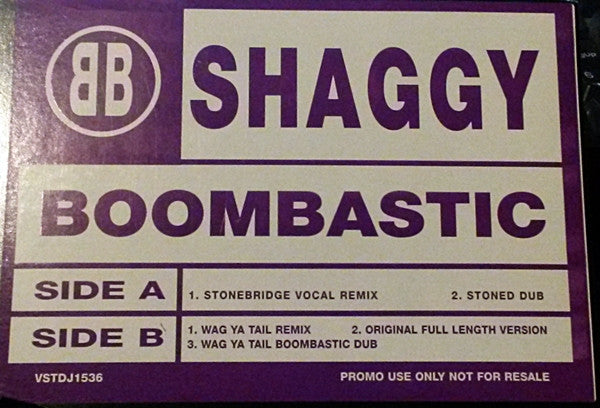 BB
SHAGGY
BOOMBASTIC
SIDE A
1. STONEBRIDGE VOCAL REMIX 2. STONED DUB
SIDE B
1. WAG YA TAIL REMIX 2. ORIGINAL FULL LENGTH VERSION
3. WAG YA TAIL BOOMBASTIC DUB
VSTDJ1536 PROMO USE ONLY NOT FOR RESALE